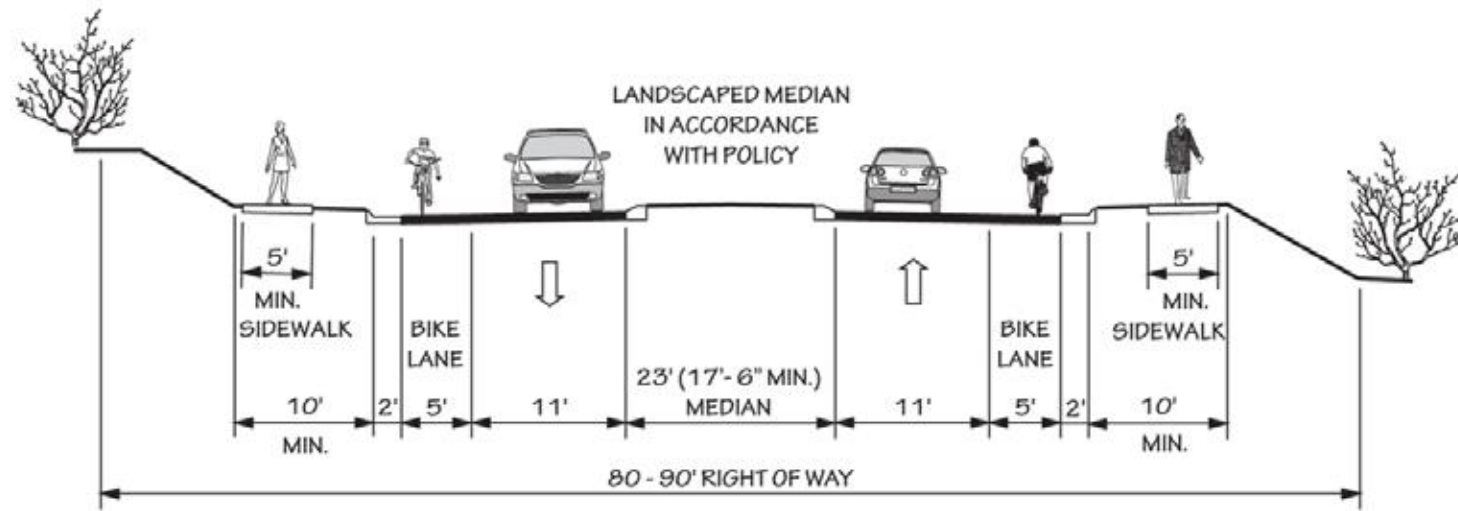 LANDSCAPED MEDIAN
IN ACCORDANCE
WITH POLICY
5'
MIN.
SIDEWALK
BIKE
LANE
23' (17'- 6" MIN.)
MEDIAN
BIKE
LANE
5'
MIN.
SIDEWALK
10'
MIN.
2'
5'
11'
11'
5'
2'
10'
MIN.
80 - 90' RIGHT OF WAY